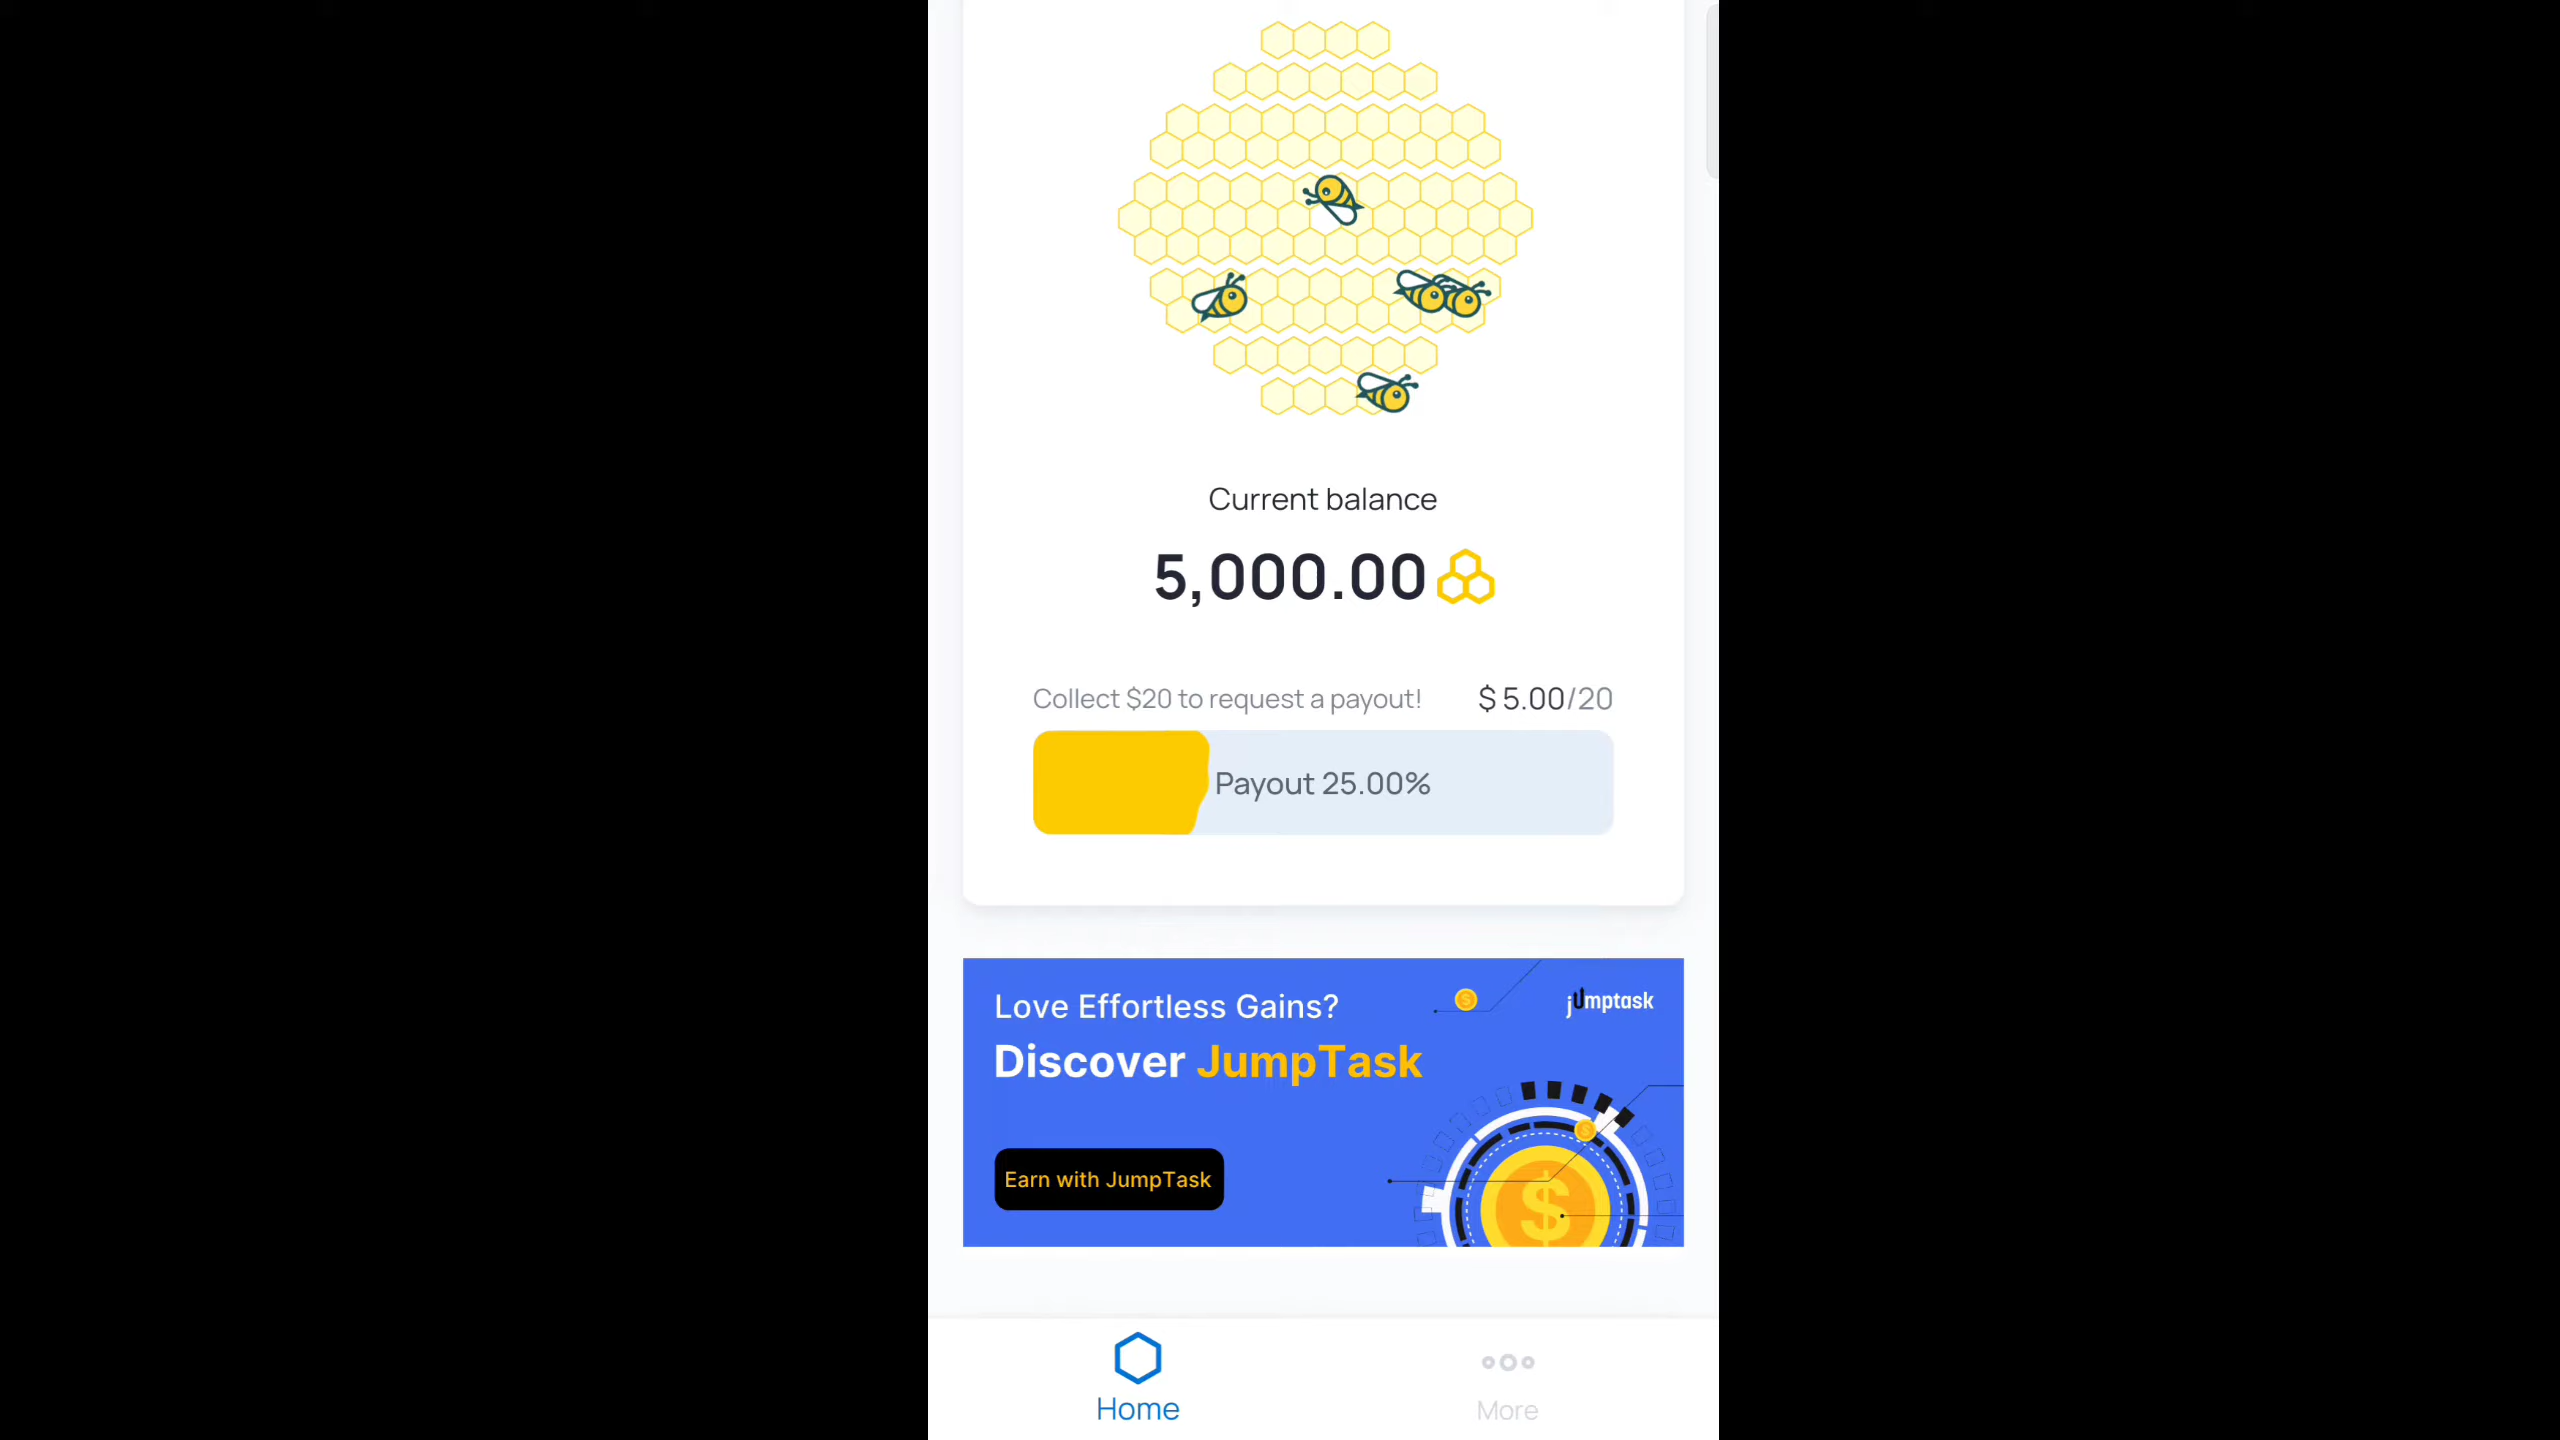 Current balance
5,000.00
Collect $20 to request a payout! $ 5.00/20
Payout 25.00%
Love Effortless Gains?
jumptask
Discover JumpTask
Earn with JumpTask
Home
More